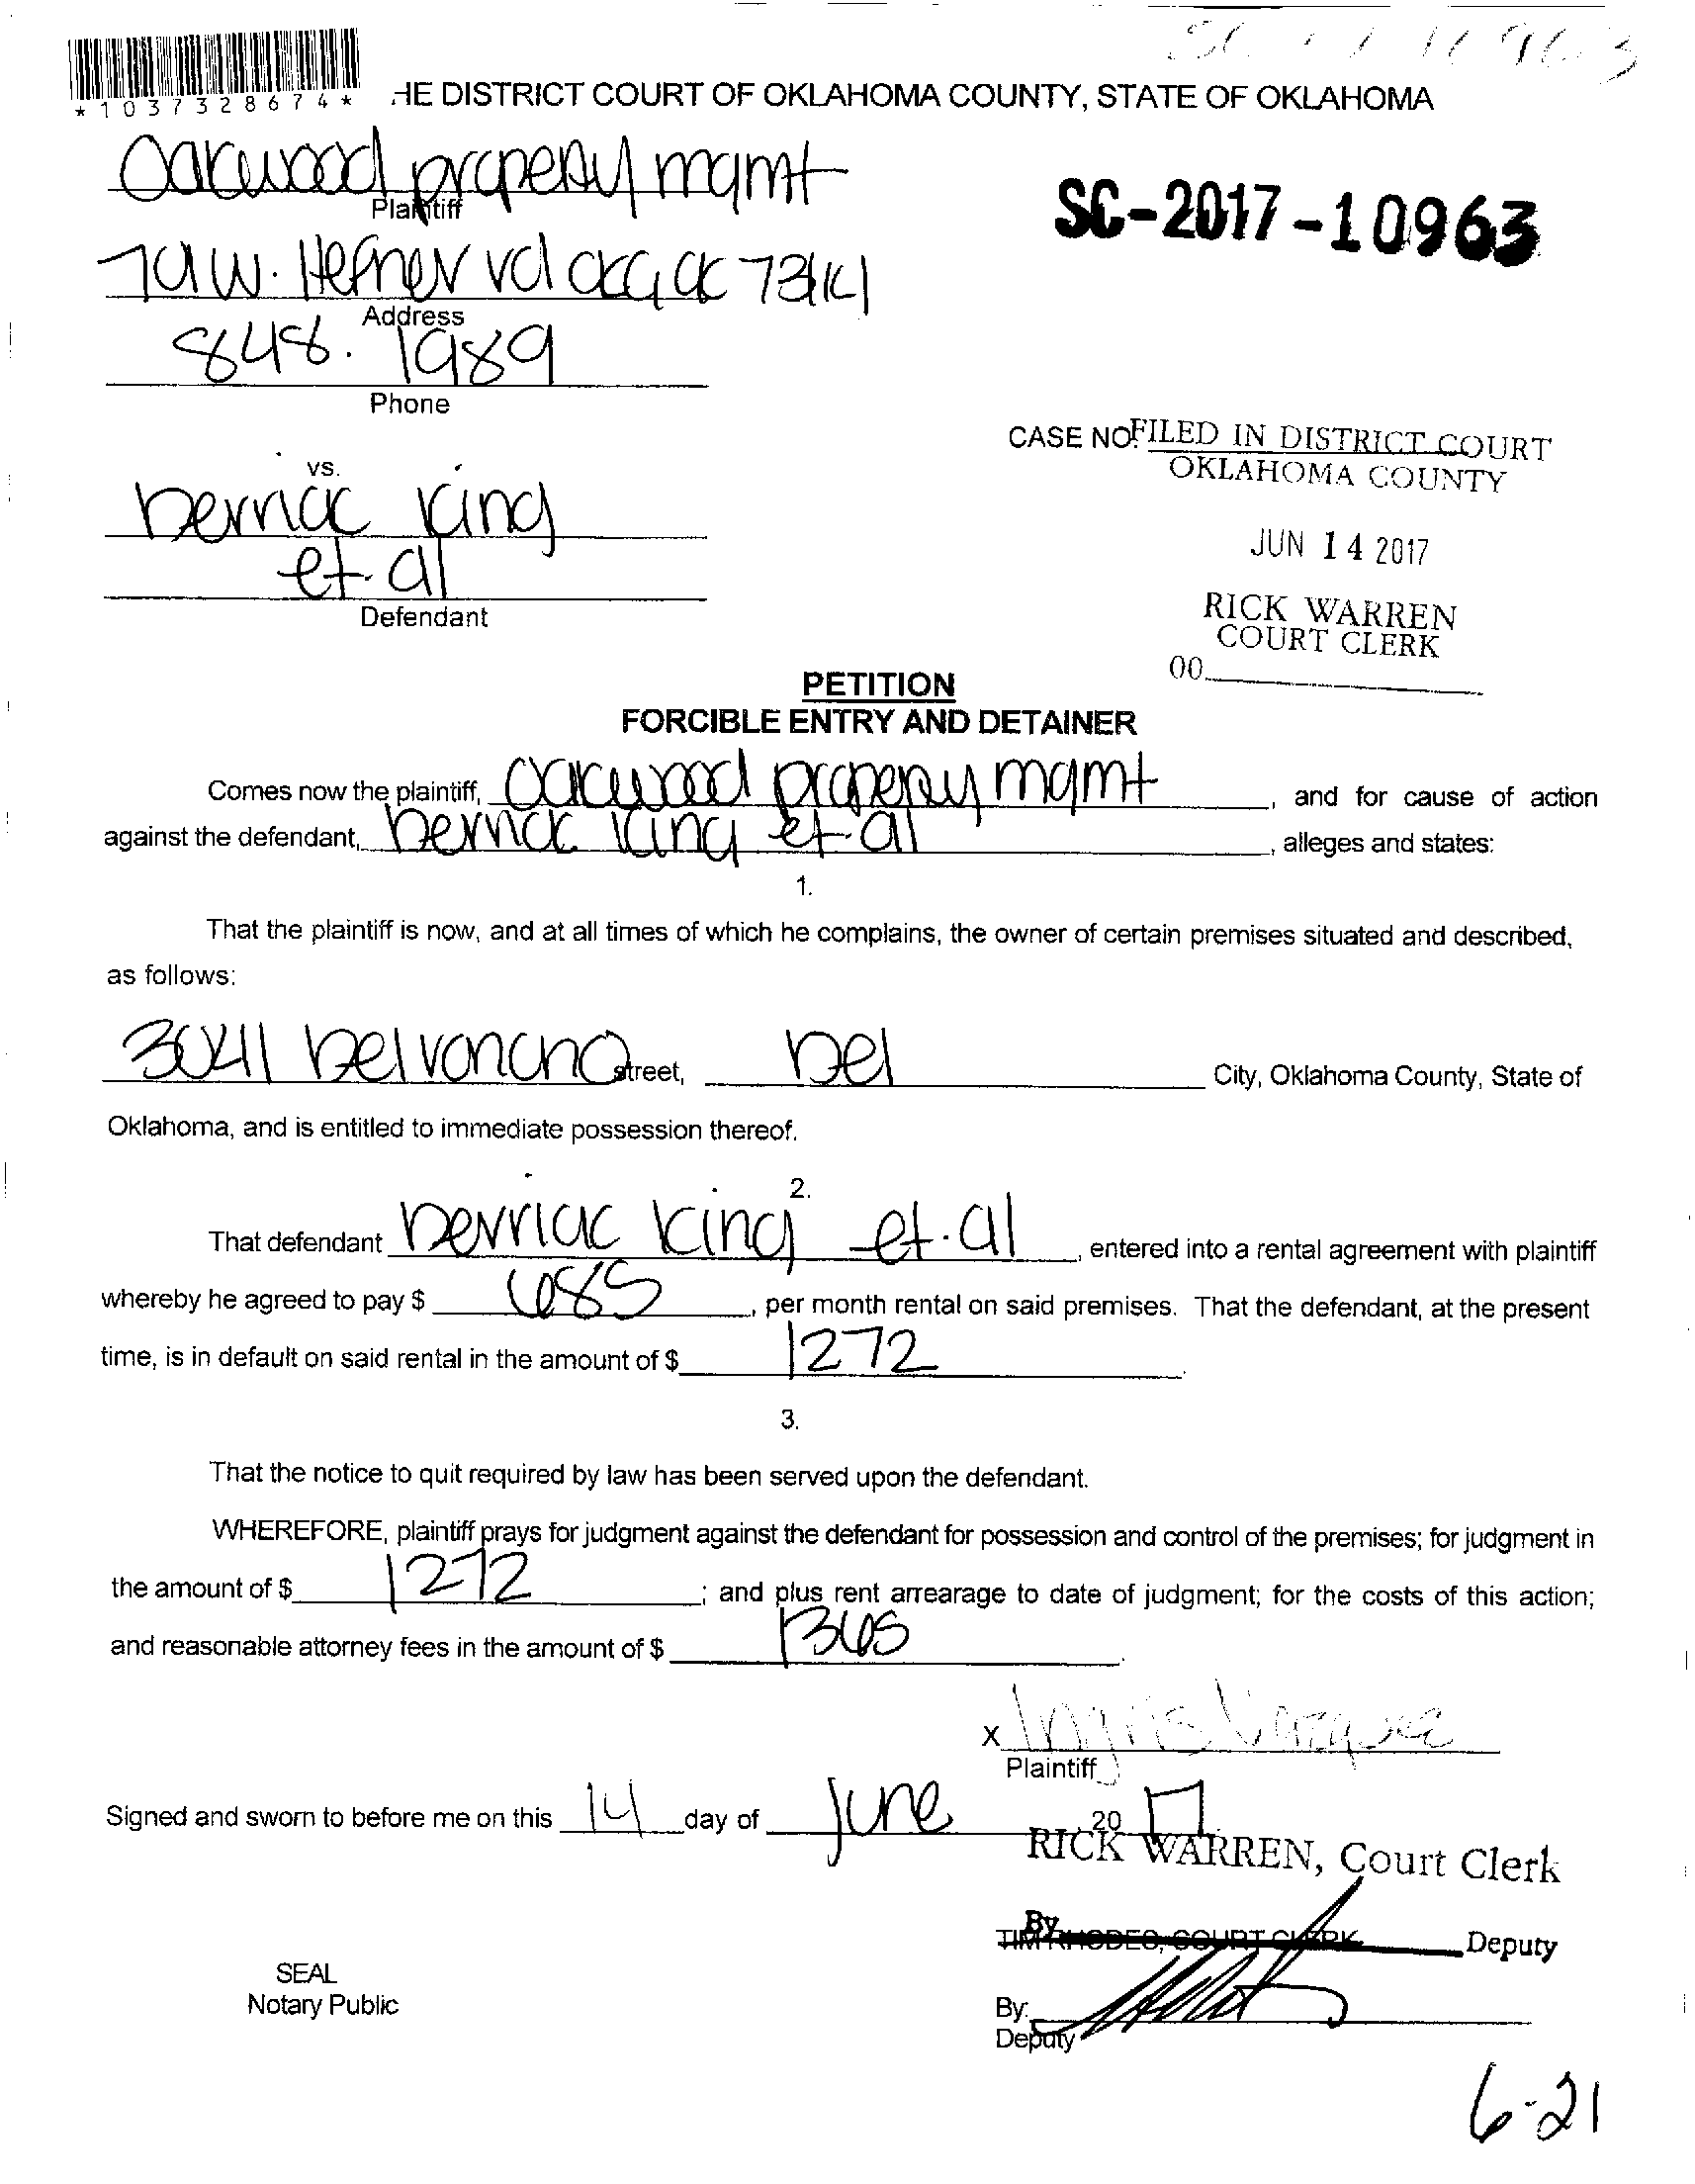 *1037328674*
HE DISTRICT COURT OF OKLAHOMA COUNTY, STATE OF OKLAHOMA
Oakwood property mgmt
Plaintiff
SC-2017-10963
W. Hefner rd OKC, OK
Address
848. 1989
Phone
CASE NO.
FILED IN DISTRICT COURT
OKLAHOMA COUNTY
vs.
Derrick King
et. al
Defendant
JUN 14 2017
RICK WARREN
COURT CLERK
00
PETITION
FORCIBLE ENTRY AND DETAINER
Comes now the plaintiff, Oakwood property mgmt, and for cause of action
against the defendant, Derrick King et. al, alleges and states:
1.
That the plaintiff is now, and at all times of which he complains, the owner of certain premises situated and described,
as follows:
3041 Del street, Del City, Oklahoma County, State of
Oklahoma, and is entitled to immediate possession thereof.
2.
That defendant Derrick King et. al, entered into a rental agreement with plaintiff
whereby he agreed to pay $ 685, per month rental on said premises. That the defendant, at the present
time, is in default on said rental in the amount of $ 1272.
3.
That the notice to quit required by law has been served upon the defendant.
WHEREFORE, plaintiff prays for judgment against the defendant for possession and control of the premises; for judgment in
the amount of $ 1272; and plus rent arrearage to date of judgment; for the costs of this action;
and reasonable attorney fees in the amount of $ 1365.
X
Plaintiff
Signed and sworn to before me on this 14 day of June, 20 17
RICK WARREN, Court Clerk
By Deputy
TIM RHODES, COURT CLERK
SEAL
Notary Public
By:
Deputy
6-21